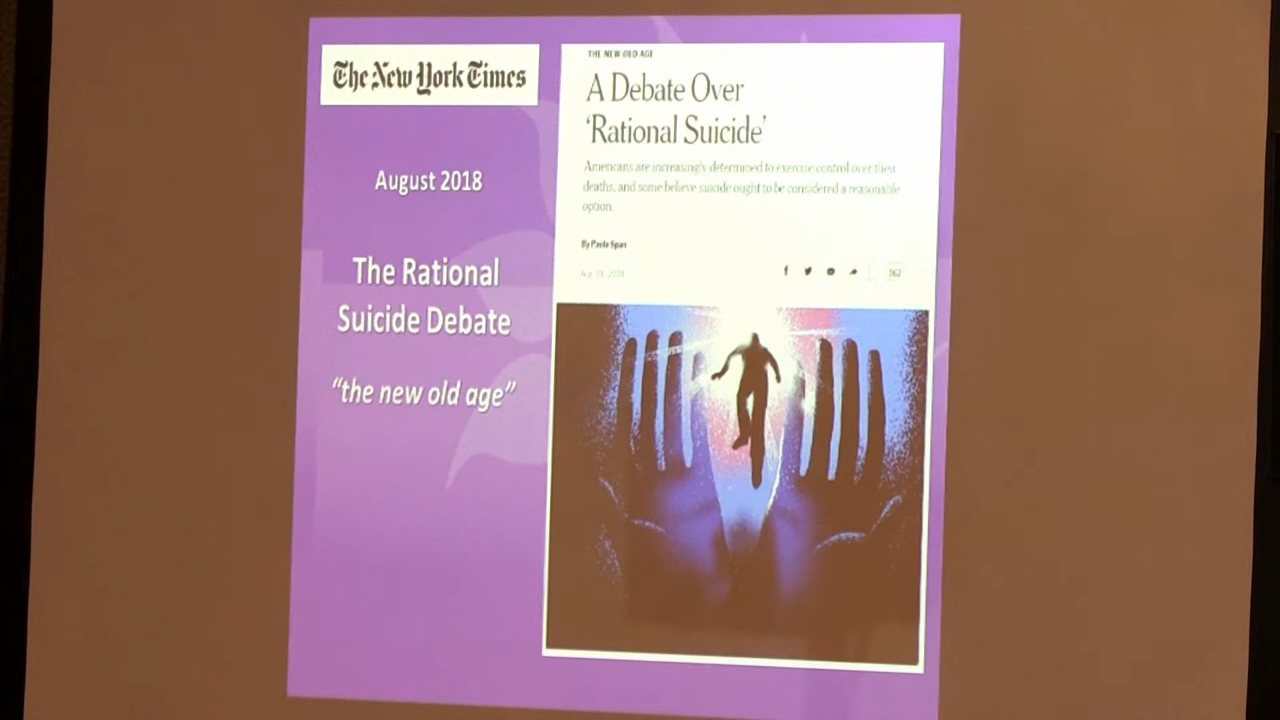 The New York Times
August 2018
The Rational
Suicide Debate
"the new old age"
THE NEW OLD AGE
A Debate Over
'Rational Suicide'
Americans are increasingly determined to exercise control over their
deaths, and some believe suicide ought to be considered a reasonable
option.
By Paula Span
362